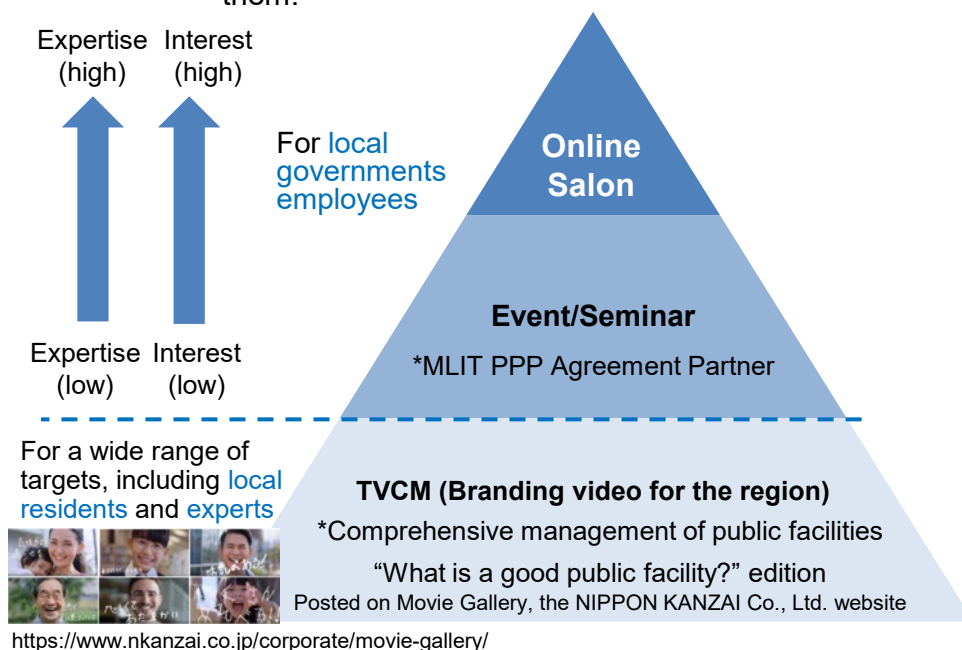 them.
Expertise Interest
(high) (high)
For local
governments
employees
Online
Salon
Event/Seminar
*MLIT PPP Agreement Partner
Expertise Interest
(low) (low)
For a wide range of
targets, including local
residents and experts
TVCM (Branding video for the region)
*Comprehensive management of public facilities
“What is a good public facility?” edition
Posted on Movie Gallery, the NIPPON KANZAI Co., Ltd. website
https://www.nkanzai.co.jp/corporate/movie-gallery/